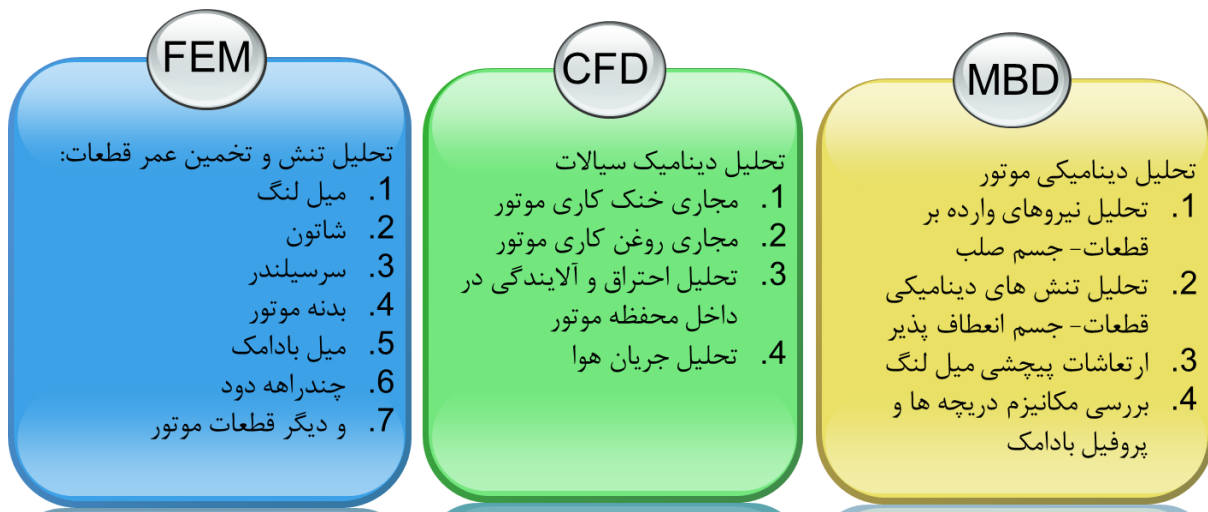 FEM
تحلیل تنش و تخمین عمر قطعات:
1. میل لنگ
2. شاتون
3. سرسیلندر
4. بدنه موتور
5. میل بادامک
6. چندراهه دود
7. و دیگر قطعات موتور
CFD
تحلیل دینامیک سیالات
1. مجاری خنک کاری موتور
2. مجاری روغن کاری موتور
3. تحلیل احتراق و آلایندگی در
داخل محفظه موتور
4. تحلیل جریان هوا
MBD
تحلیل دینامیکی موتور
1. تحلیل نیروهای وارده بر
قطعات- جسم صلب
2. تحلیل تنش های دینامیکی
قطعات- جسم انعطاف پذیر
3. ارتعاشات پیچشی میل لنگ
4. بررسی مکانیزم دریچه ها و
پروفیل بادامک